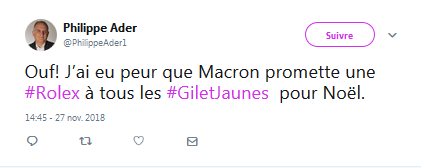 Philippe Ader
@PhilippeAder1
Suivre
Ouf! J'ai eu peur que Macron promette une
#Rolex à tous les #GiletJaunes pour Noël.
14:45 - 27 nov. 2018